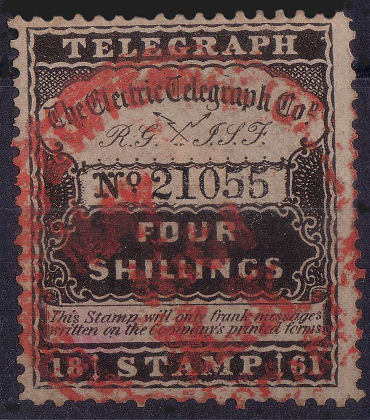 TELEGRAPH
The Electric Telegraph Coy
R.G. J.S.F.
No. 21055
FOUR
SHILLINGS
This Stamp will only frank messages
written on the Company's printed forms.
18 STAMP 61